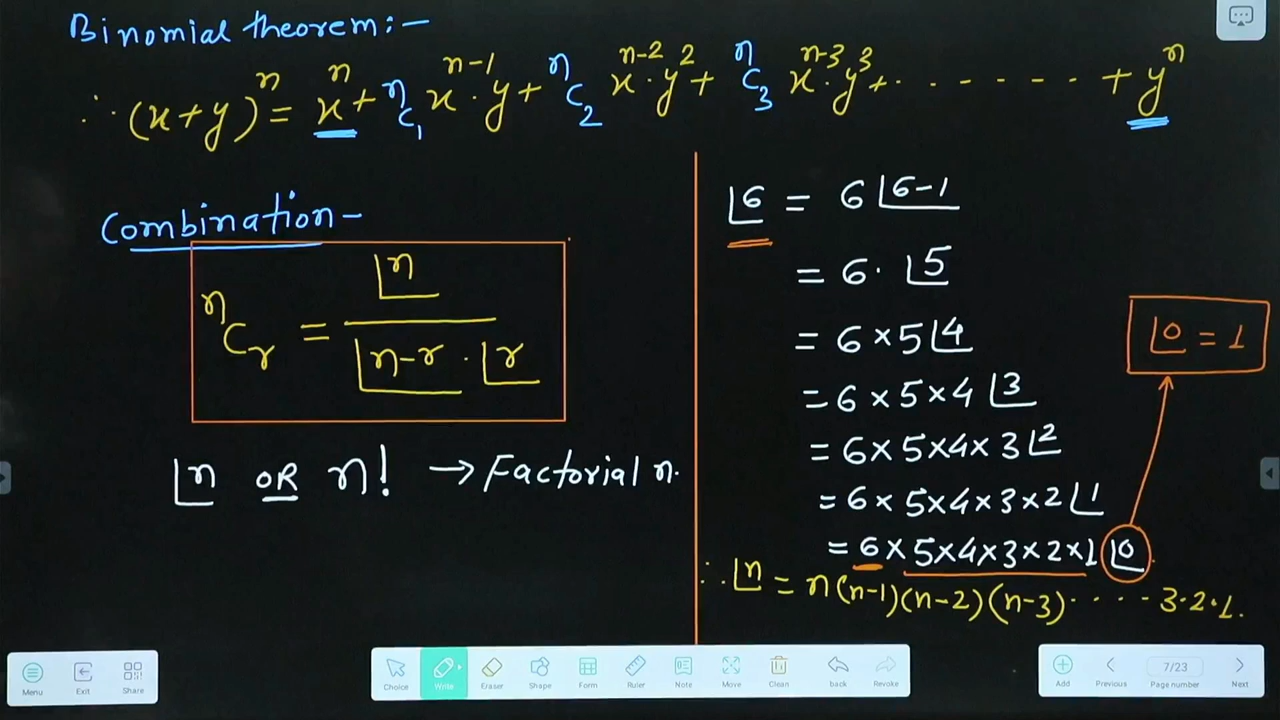 Binomial theorem:-
∴ (x+y)ⁿ = xⁿ + ⁿC₁ xⁿ⁻¹·y + ⁿC₂ xⁿ⁻²·y² + ⁿC₃ xⁿ⁻³·y³ + · - - - - - - + yⁿ
Combination-
ⁿCᵣ = ⌊n / ⌊n-r · ⌊r
⌊n OR n! → Factorial n.
⌊6 = 6⌊6-1
= 6· ⌊5
= 6×5⌊4
= 6×5×4⌊3
= 6×5×4×3⌊2
= 6×5×4×3×2⌊1
= 6×5×4×3×2×1⌊0
⌊0 = 1
∴ ⌊n = n(n-1)(n-2)(n-3)· · · · · 3·2·1.
Menu
Exit
Share
Choice
Write
Eraser
Shape
Form
Ruler
Note
Move
Clean
back
Revoke
Add
Previous
7/23
Page number
Next